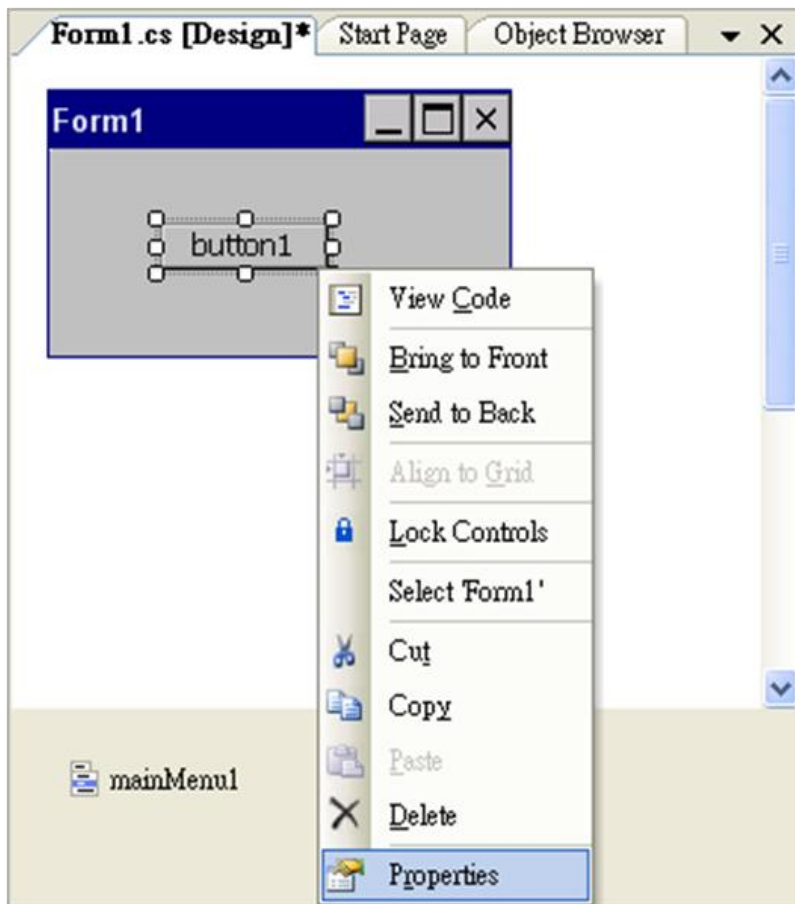 Form1.cs [Design]* Start Page Object Browser
Form1
button1
View Code
Bring to Front
Send to Back
Align to Grid
Lock Controls
Select 'Form1'
Cut
Copy
Paste
Delete
Properties
mainMenu1